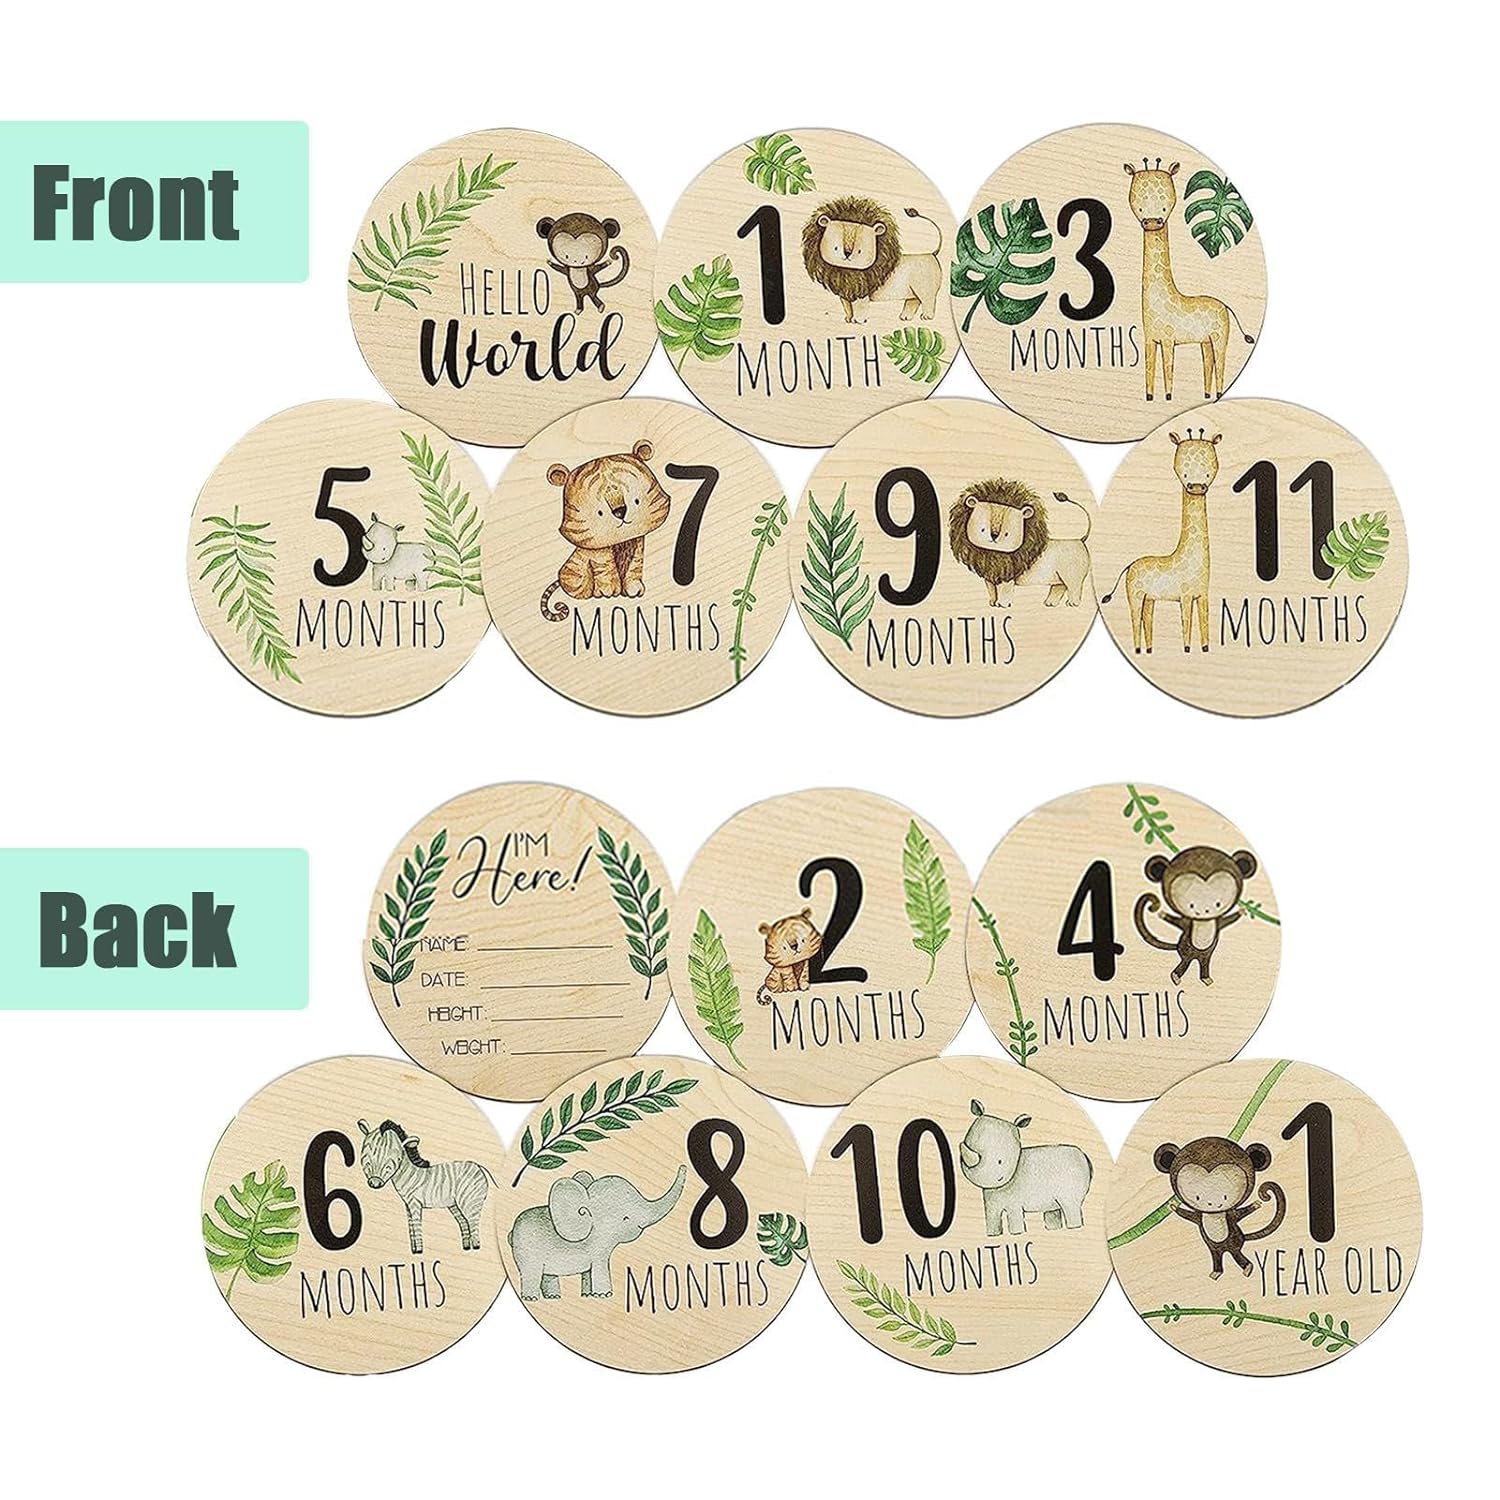 Front
HELLO
World
1
MONTH
3
MONTHS
5
MONTHS
7
MONTHS
9
MONTHS
11
MONTHS
Back
I'M
Here!
NAME:
DATE:
HEIGHT:
WEIGHT:
2
MONTHS
4
MONTHS
6
MONTHS
8
MONTHS
10
MONTHS
1
YEAR OLD